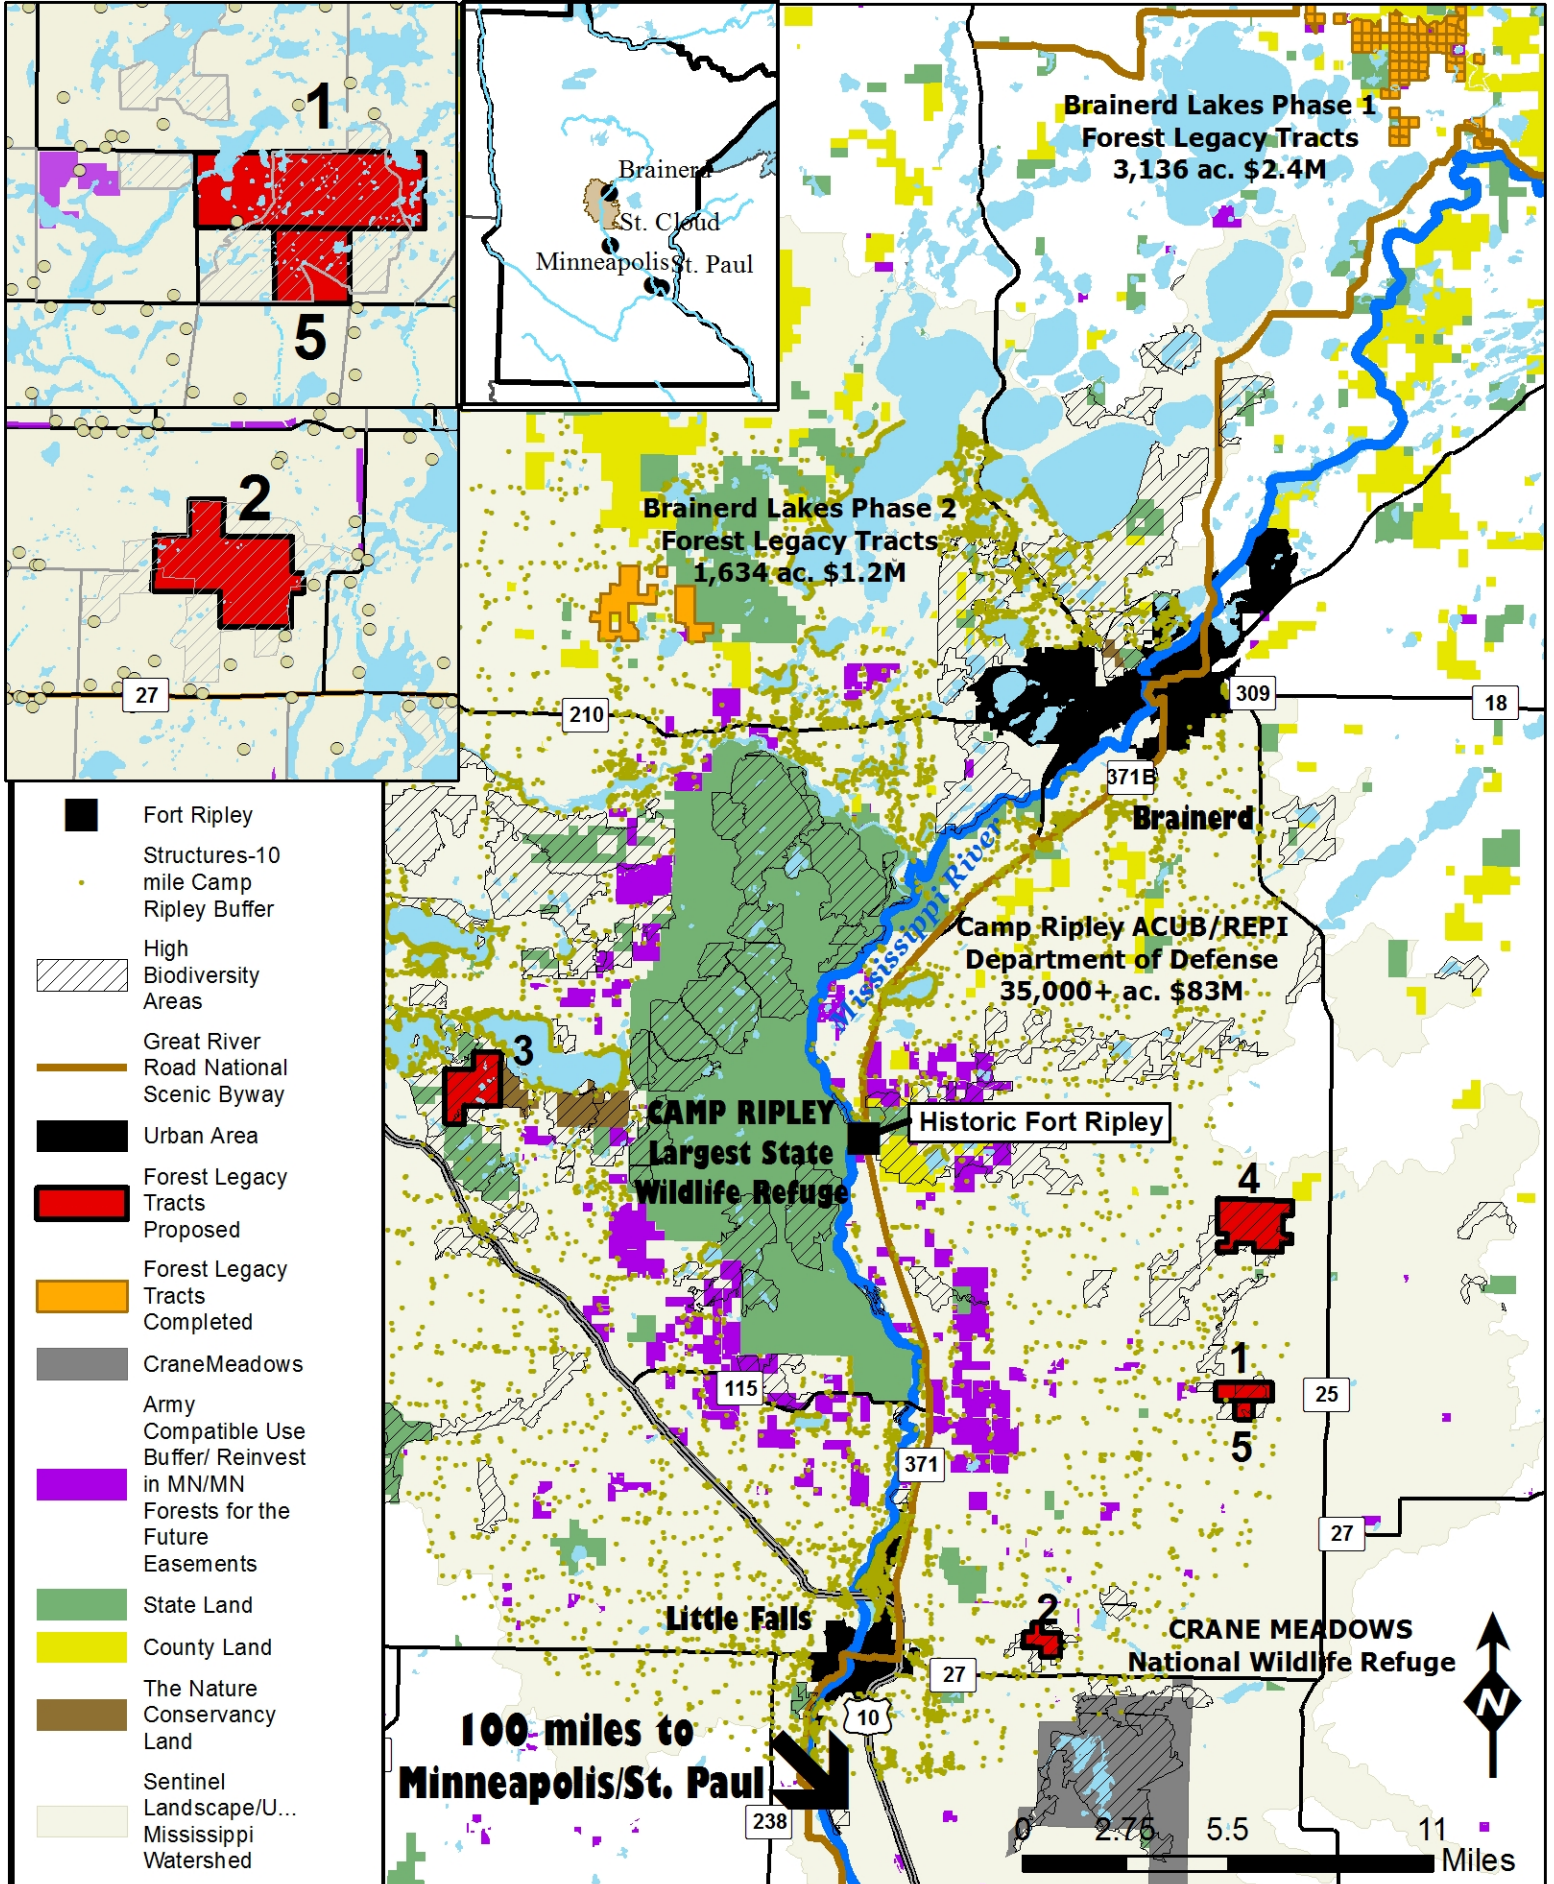 1
5
2
27
Brainerd
St. Cloud
Minneapolis
St. Paul
Brainerd Lakes Phase 1
Forest Legacy Tracts
3,136 ac. $2.4M
Brainerd Lakes Phase 2
Forest Legacy Tracts
1,634 ac. $1.2M
210
309
18
371B
Brainerd
Mississippi River
Camp Ripley ACUB/REPI
Department of Defense
35,000+ ac. $83M
3
CAMP RIPLEY
Largest State
Wildlife Refuge
Historic Fort Ripley
4
1
5
25
115
371
27
Little Falls
2
27
CRANE MEADOWS
National Wildlife Refuge
10
100 miles to
Minneapolis/St. Paul
238
N
0 2.75 5.5 11
Miles
Fort Ripley
Structures-10
mile Camp
Ripley Buffer
High
Biodiversity
Areas
Great River
Road National
Scenic Byway
Urban Area
Forest Legacy
Tracts
Proposed
Forest Legacy
Tracts
Completed
CraneMeadows
Army
Compatible Use
Buffer/ Reinvest
in MN/MN
Forests for the
Future
Easements
State Land
County Land
The Nature
Conservancy
Land
Sentinel
Landscape/U...
Mississippi
Watershed